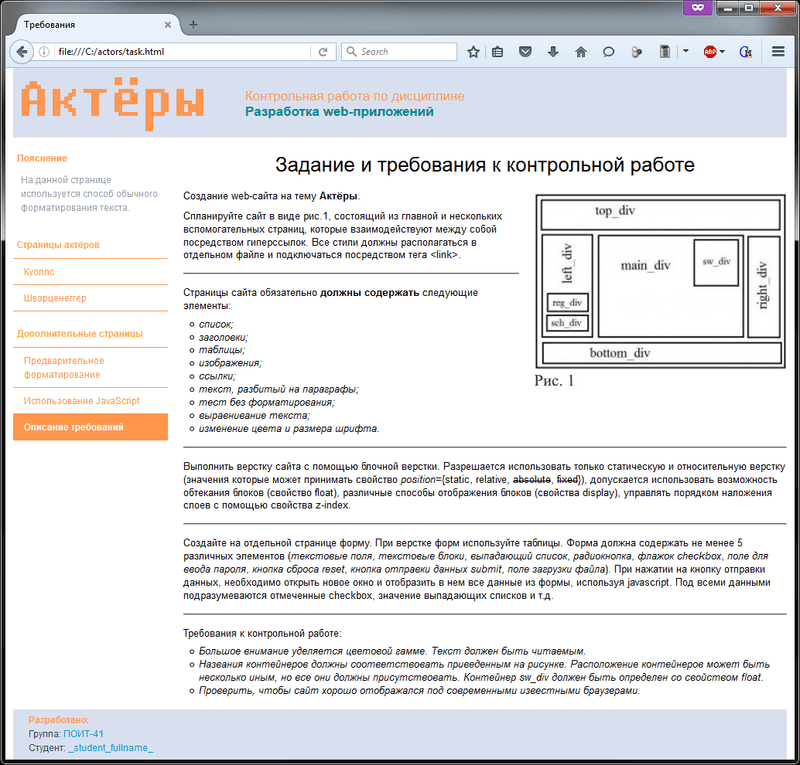 Требования
file:///C:/actors/task.html
Search
ABP
Актёры
Контрольная работа по дисциплине:
Разработка web-приложений
Пояснение
На данной странице
используется способ обычного
форматирования текста.
Страницы актёров
Куоллс
Шварценеггер
Дополнительные страницы
Предварительное
форматирование
Использование JavaScript
Описание требований
Задание и требования к контрольной работе
Создание web-сайта на тему Актёры.
Спланируйте сайт в виде рис.1, состоящий из главной и нескольких
вспомогательных страниц, которые взаимодействуют между собой
посредством гиперссылок. Все стили должны располагаться в
отдельном файле и подключаться посредством тега <link>.
top_div
left_div
main_div
sw_div
right_div
reg_div
sch_div
bottom_div
Рис. 1
Страницы сайта обязательно должны содержать следующие
элементы:
список;
заголовки;
таблицы;
изображения;
ссылки;
текст, разбитый на параграфы;
тест без форматирования;
выравнивание текста;
изменение цвета и размера шрифта.
Выполнить верстку сайта с помощью блочной верстки. Разрешается использовать только статическую и относительную верстку
(значения которые может принимать свойство position={static, relative, absolute, fixed}), допускается использовать возможность
обтекания блоков (свойство float), различные способы отображения блоков (свойства display), управлять порядком наложения
слоев с помощью свойства z-index.
Создайте на отдельной странице форму. При верстке форм используйте таблицы. Форма должна содержать не менее 5
различных элементов (текстовые поля, текстовые блоки, выпадающий список, радиокнопка, флажок checkbox, поле для
ввода пароля, кнопка сброса reset, кнопка отправки данных submit, поле загрузки файла). При нажатии на кнопку отправки
данных, необходимо открыть новое окно и отобразить в нем все данные из формы, используя javascript. Под всеми данными
подразумеваются отмеченные checkbox, значение выпадающих списков и т.д.
Требования к контрольной работе:
Большое внимание уделяется цветовой гамме. Текст должен быть читаемым.
Названия контейнеров должны соответствовать приведенным на рисунке. Расположение контейнеров может быть
несколько иным, но все они должны присутствовать. Контейнер sw_div должен быть определен со свойством float.
Проверить, чтобы сайт хорошо отображался под современными известными браузерами.
Разработано:
Группа: ПОИТ-41
Студент: _student_fullname_